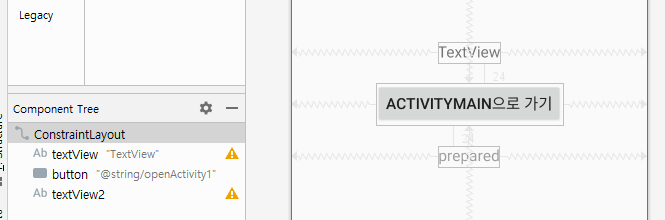 Legacy
Component Tree
ConstraintLayout
Ab textView "TextView"
button "@string/openActivity1"
Ab textView2
TextView
24
ACTIVITYMAIN으로 가기
prepared